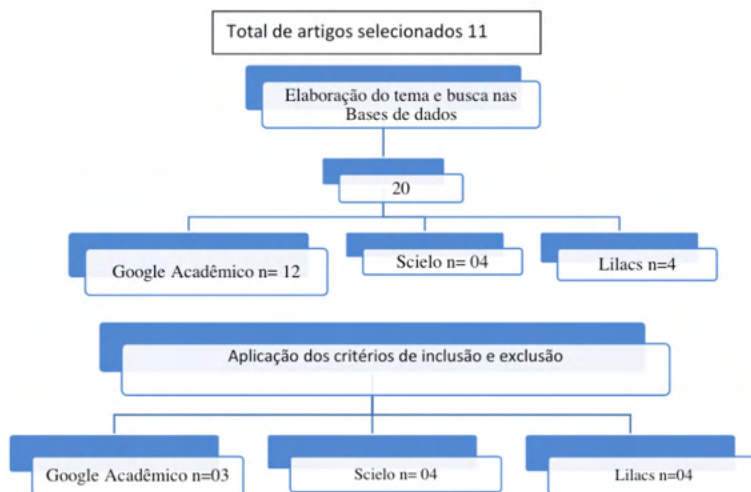 Total de artigos selecionados 11
Elaboração do tema e busca nas
Bases de dados
20
Google Acadêmico n= 12
Scielo n= 04
Lilacs n=4
Aplicação dos critérios de inclusão e exclusão
Google Acadêmico n=03
Scielo n= 04
Lilacs n=04